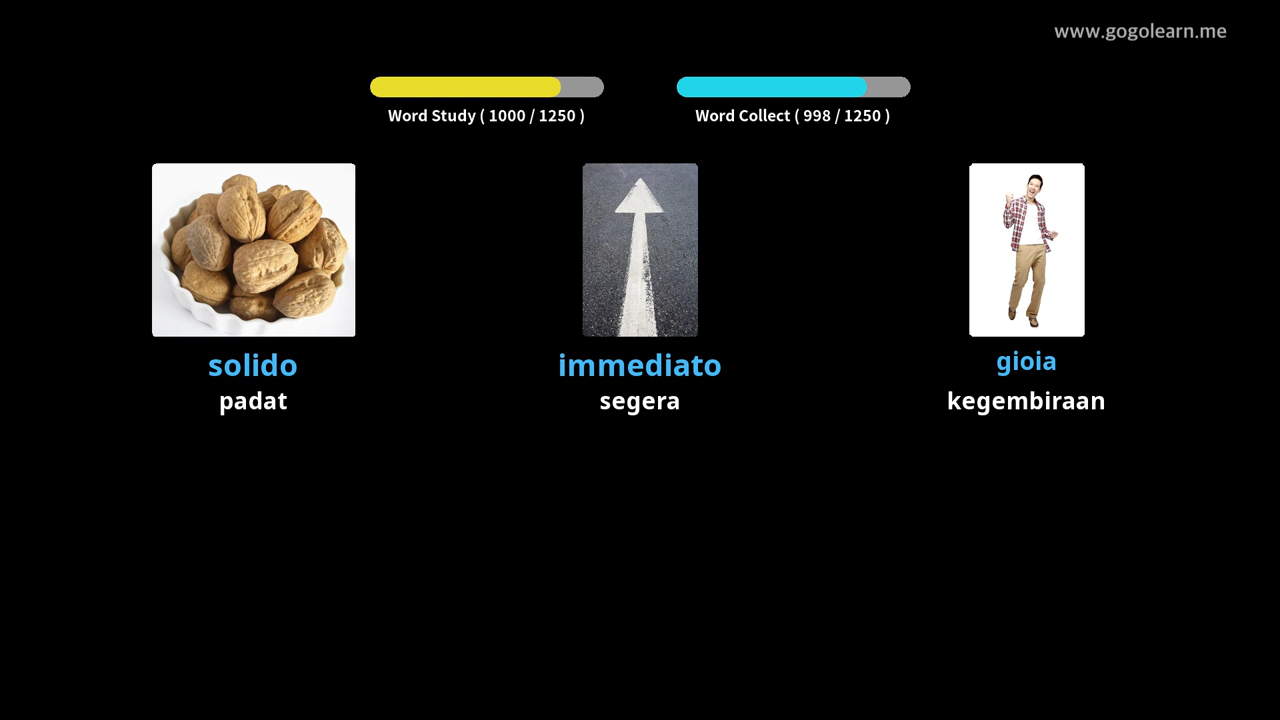 www.gogolearn.me
Word Study ( 1000 / 1250 )
Word Collect ( 998 / 1250 )
solido
padat
immediato
segera
gioia
kegembiraan